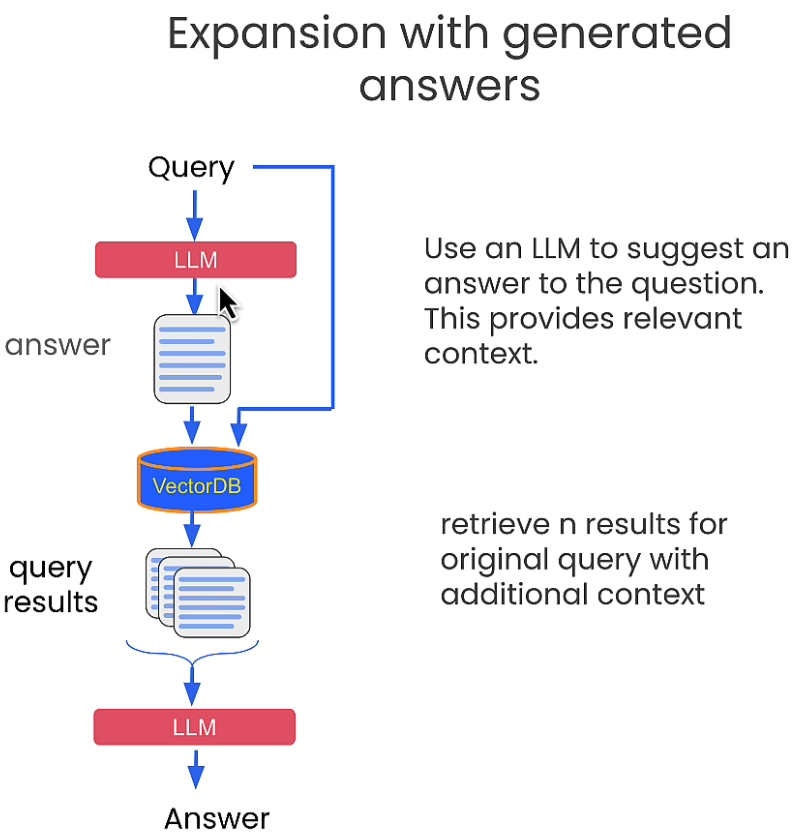 Expansion with generated
answers
Query
LLM
Use an LLM to suggest an
answer to the question.
This provides relevant
context.
answer
VectorDB
retrieve n results for
original query with
additional context
query
results
LLM
Answer